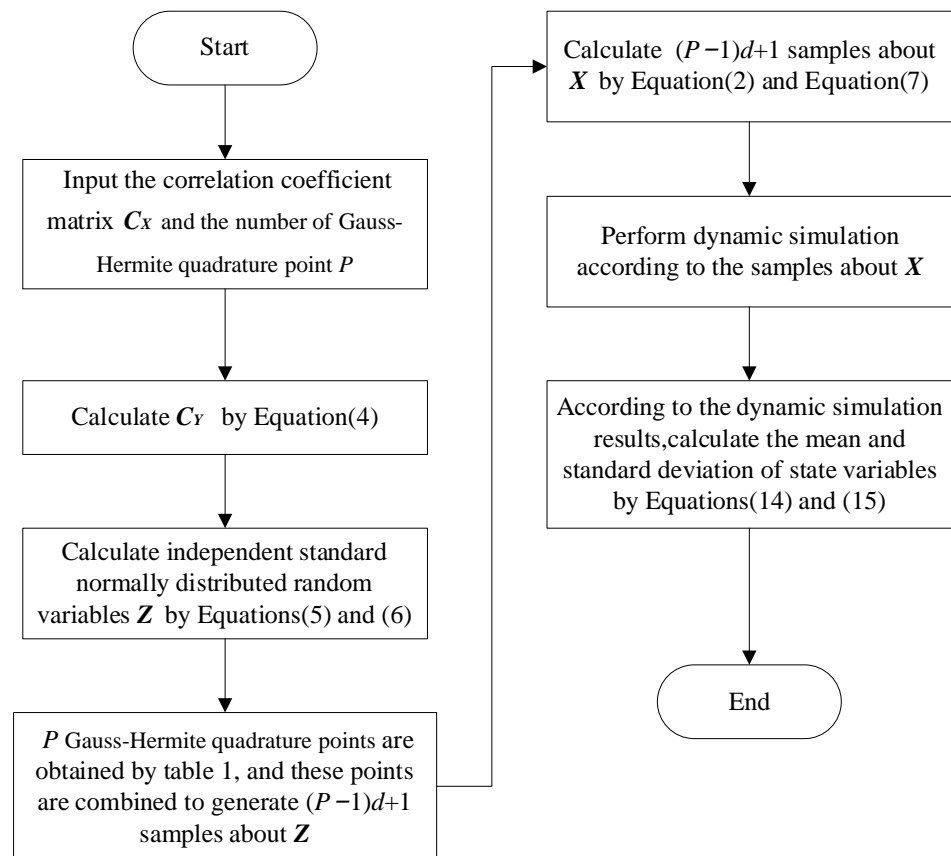 Start
Input the correlation coefficient
matrix CX and the number of Gauss-
Hermite quadrature point P
Calculate CY by Equation(4)
Calculate independent standard
normally distributed random
variables Z by Equations(5) and (6)
P Gauss-Hermite quadrature points are
obtained by table 1, and these points
are combined to generate (P−1)d+1
samples about Z
Calculate (P−1)d+1 samples about
X by Equation(2) and Equation(7)
Perform dynamic simulation
according to the samples about X
According to the dynamic simulation
results,calculate the mean and
standard deviation of state variables
by Equations(14) and (15)
End